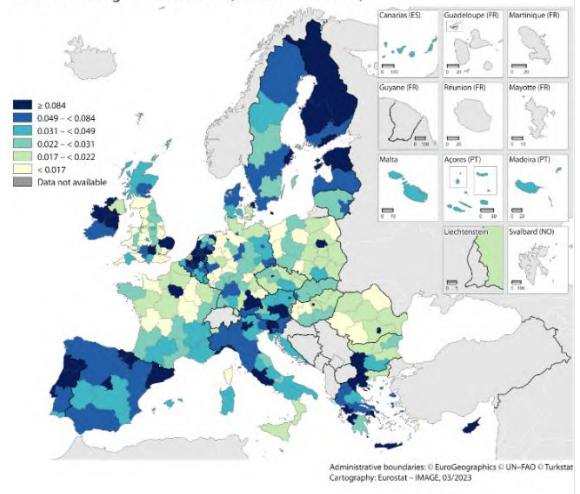 ≥ 0.084
0.049 – < 0.084
0.031 – < 0.049
0.022 – < 0.031
0.017 – < 0.022
< 0.017
Data not available
Canarias (ES)
Guadeloupe (FR)
Martinique (FR)
Guyane (FR)
Réunion (FR)
Mayotte (FR)
Malta
Açores (PT)
Madeira (PT)
Liechtenstein
Svalbard (NO)
Administrative boundaries: © EuroGeographics © UN–FAO © Turkstat
Cartography: Eurostat – IMAGE, 03/2023